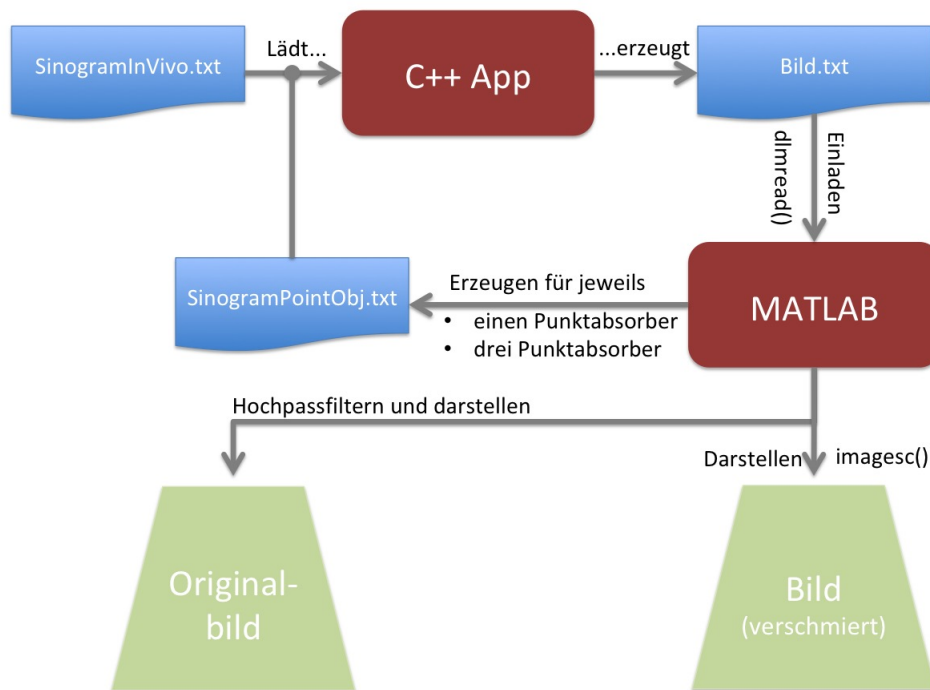 SinogramInVivo.txt
Lädt...
C++ App
...erzeugt
Bild.txt
Einladen
dlmread()
SinogramPointObj.txt
Erzeugen für jeweils
• einen Punktabsorber
• drei Punktabsorber
MATLAB
Hochpassfiltern und darstellen
Darstellen
imagesc()
Original-
bild
Bild
(verschmiert)